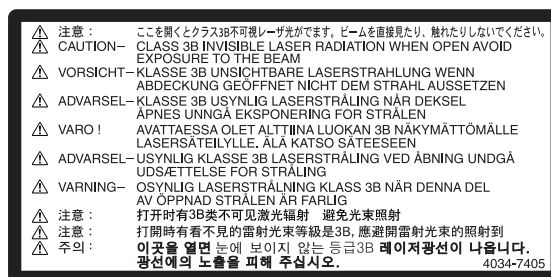 注意： ここを開くとクラス3B不可視レーザ光がでます。ビームを直接見たり、触れたりしないでください。
CAUTION– CLASS 3B INVISIBLE LASER RADIATION WHEN OPEN AVOID
EXPOSURE TO THE BEAM
VORSICHT–KLASSE 3B UNSICHTBARE LASERSTRAHLUNG WENN
ABDECKUNG GEÖFFNET NICHT DEM STRAHL AUSSETZEN
ADVARSEL–KLASSE 3B USYNLIG LASERSTRÅLING NÅR DEKSEL
ÅPNES UNNGÅ EKSPONERING FOR STRÅLEN
VARO ! AVATTAESSA OLET ALTTIINA LUOKAN 3B NÄKYMÄTTÖMÄLLE
LASERSÄTEILYLLE. ÄLÄ KATSO SÄTEESEEN
ADVARSEL–USYNLIG KLASSE 3B LASERSTRÅLING VED ÅBNING UNDGÅ
UDSÆTTELSE FOR STRÅLING
VARNING– OSYNLIG LASERSTRÅLNING KLASS 3B NÄR DENNA DEL
AV ÖPPNAD STRÅLEN ÄR FARLIG
注意： 打开时有3B类不可见激光辐射 避免光束照射
注意： 打開時有看不見的雷射光束等級是3B, 應避開雷射光束的照射到
주의 : 이곳을 열면 눈에 보이지 않는 등급3B 레이저광선이 나옵니다.
광선에의 노출을 피해 주십시오. 4034-7405